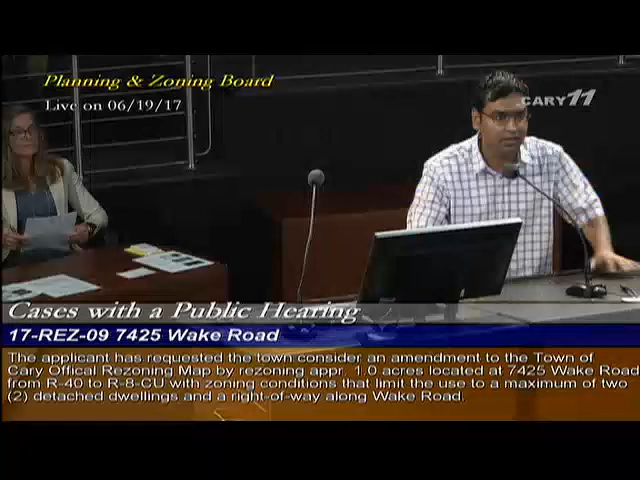 Planning & Zoning Board
Live on 06/19/17
CARY 11
Cases with a Public Hearing
17-REZ-09 7425 Wake Road
The applicant has requested the town consider an amendment to the Town of
Cary Offical Rezoning Map by rezoning appr. 1.0 acres located at 7425 Wake Road
from R-40 to R-8-CU with zoning conditions that limit the use to a maximum of two
(2) detached dwellings and a right-of-way along Wake Road.